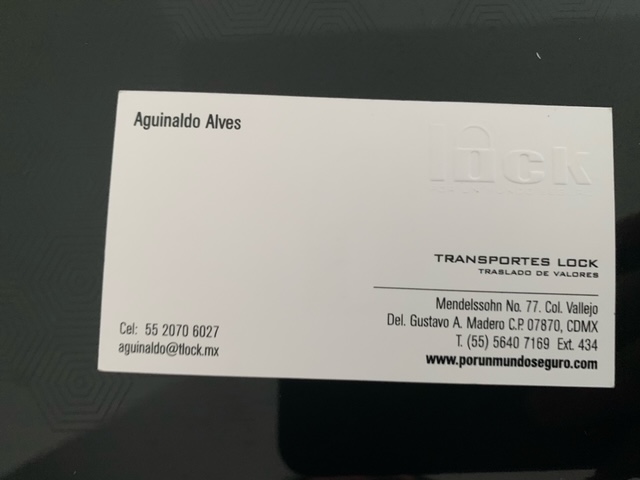 Aguinaldo Alves
lock
TRANSPORTES LOCK
TRASLADO DE VALORES
Mendelssohn No. 77. Col. Vallejo
Del. Gustavo A. Madero C.P. 07870, CDMX
T. (55) 5640 7169 Ext. 434
www.porunmundoseguro.com
Cel: 55 2070 6027
aguinaldo@tlock.mx